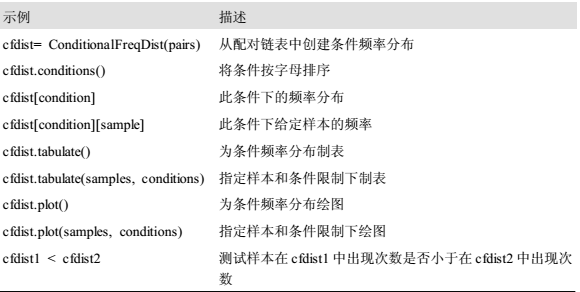 示例 描述
cfdist= ConditionalFreqDist(pairs) 从配对链表中创建条件频率分布
cfdist.conditions() 将条件按字母排序
cfdist[condition] 此条件下的频率分布
cfdist[condition][sample] 此条件下给定样本的频率
cfdist.tabulate() 为条件频率分布制表
cfdist.tabulate(samples, conditions) 指定样本和条件限制下制表
cfdist.plot() 为条件频率分布绘图
cfdist.plot(samples, conditions) 指定样本和条件限制下绘图
cfdist1 < cfdist2 测试样本在 cfdist1 中出现次数是否小于在 cfdist2 中出现次
数